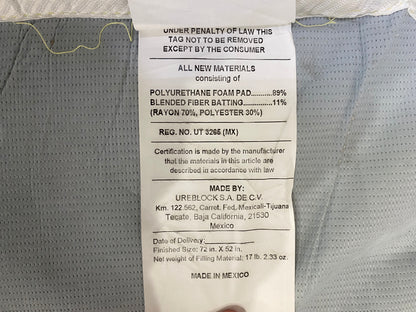 UNDER PENALTY OF LAW THIS
TAG NOT TO BE REMOVED
EXCEPT BY THE CONSUMER
ALL NEW MATERIALS
consisting of
POLYURETHANE FOAM PAD..........89%
BLENDED FIBER BATTING............11%
(RAYON 70%, POLYESTER 30%)
REG. NO. UT 3265 (MX)
Certification is made by the manufacturer
that the materials in this article are
described in accordance with law
MADE BY:
UREBLOCK S.A. DE C.V.
Km. 122.562, Carret. Fed. Mexicali-Tijuana
Tecate, Baja California, 21530
Mexico
Date of Delivery:
Finished Size: 72 in. X 52 in.
Net weight of Filling Material: 17 lb. 2.33 oz.
MADE IN MEXICO